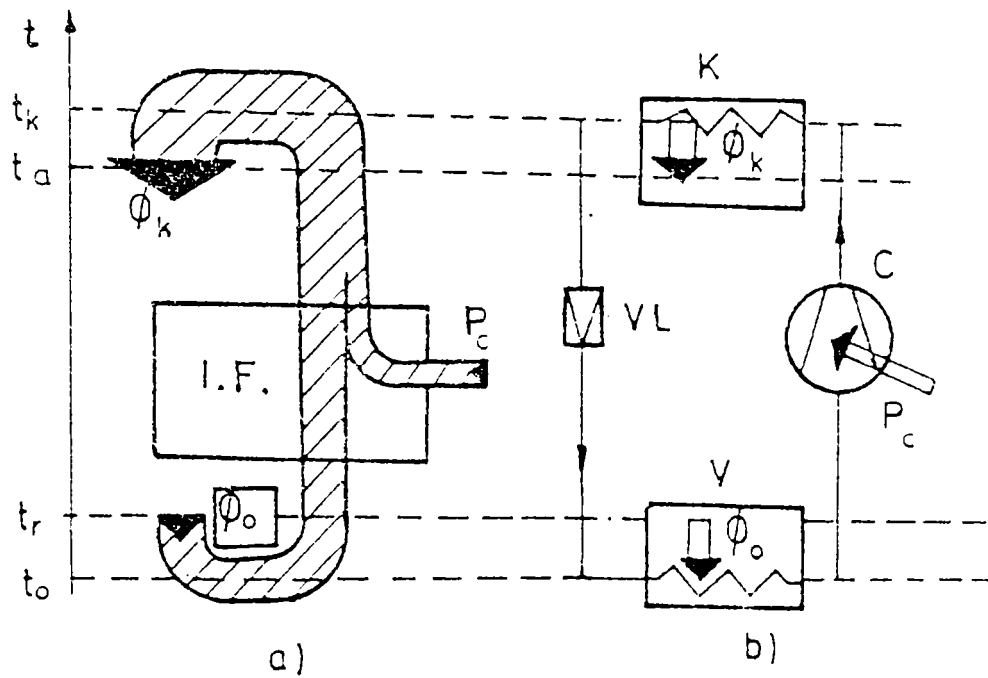 t
K
t_k
ϕ_k
t_a
ϕ_k
C
P_c
VL
I.F.
P_c
V
ϕ_o
ϕ_o
t_r
t_o
a)
b)